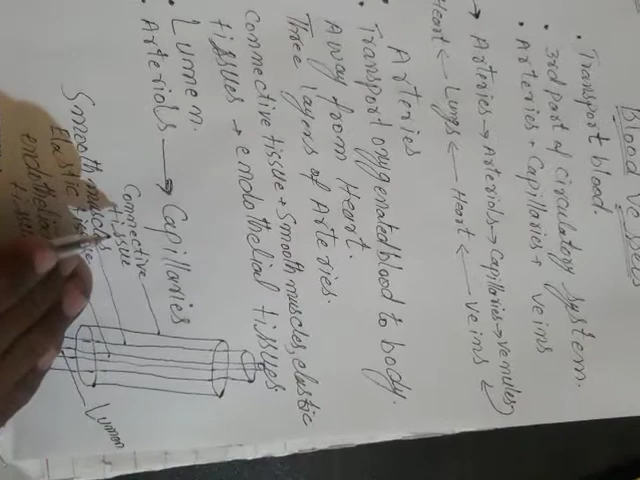 Blood Vessels
• Transport blood.
• 3rd part of circulatory system.
• Arteries + Capillaries + Veins
→ Arteries → Arteriols → Capillaries → venules
Heart ← Lungs ← Heart ← veins ↵
Arteries
• Transport oxygenated blood to body.
Away from Heart.
• Three layers of Arteries.
Connective tissue + Smooth muscles, elastic
tissues → endothelial tissues.
• Lumen.
• Arteriols → Capillaries
Connective
tissue
Smooth muscles
Elastic tissue
endothelial
Lumen